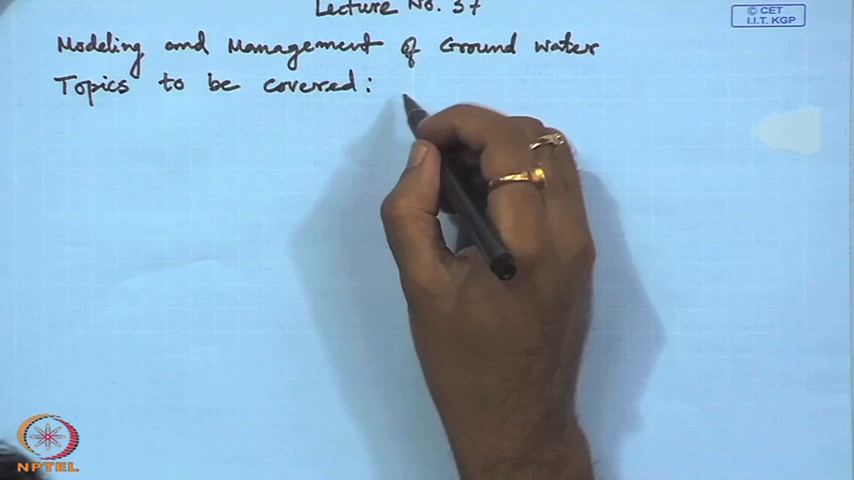 Lecture No. 37
© CET
I.I.T. KGP
Modeling and Management of Ground water
Topics to be covered:
NPTEL